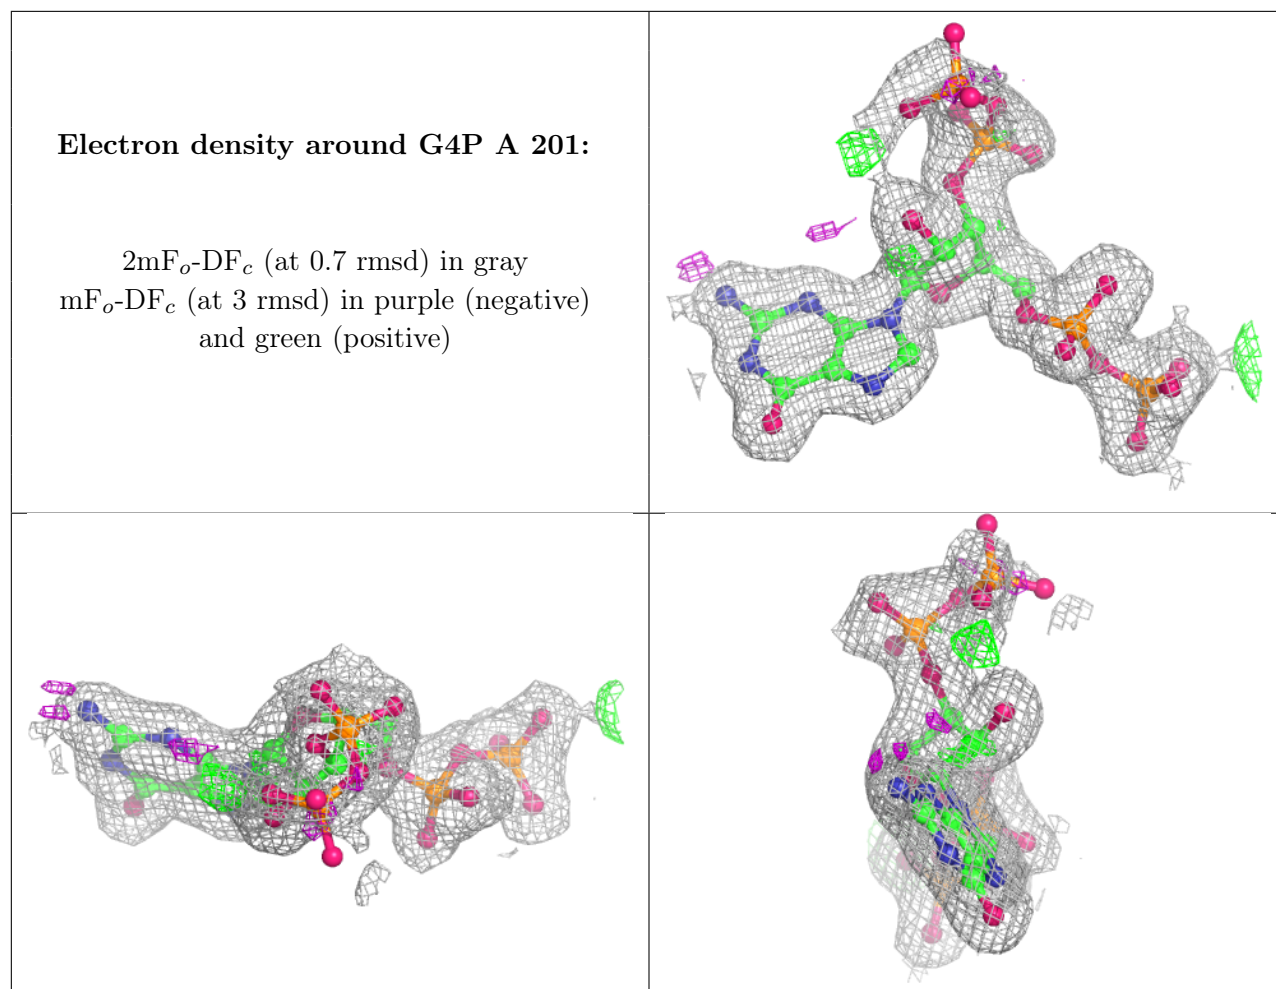 Electron density around G4P A 201:
2mFo-DFc (at 0.7 rmsd) in gray
mFo-DFc (at 3 rmsd) in purple (negative)
and green (positive)